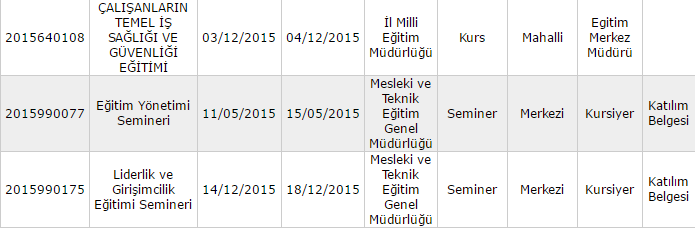 ÇALIŞANLARIN
TEMEL İŞ
SAĞLIĞI VE
GÜVENLİĞİ
EĞİTİMİ
2015640108
03/12/2015
04/12/2015
İl Milli
Eğitim
Müdürlüğü
Kurs
Mahalli
Egitim
Merkez
Müdürü
2015990077
Eğitim Yönetimi
Semineri
11/05/2015
15/05/2015
Mesleki ve
Teknik
Eğitim
Genel
Müdürlüğü
Seminer
Merkezi
Kursiyer
Katılım
Belgesi
2015990175
Liderlik ve
Girişimcilik
Eğitimi Semineri
14/12/2015
18/12/2015
Mesleki ve
Teknik
Eğitim
Genel
Müdürlüğü
Seminer
Merkezi
Kursiyer
Katılım
Belgesi